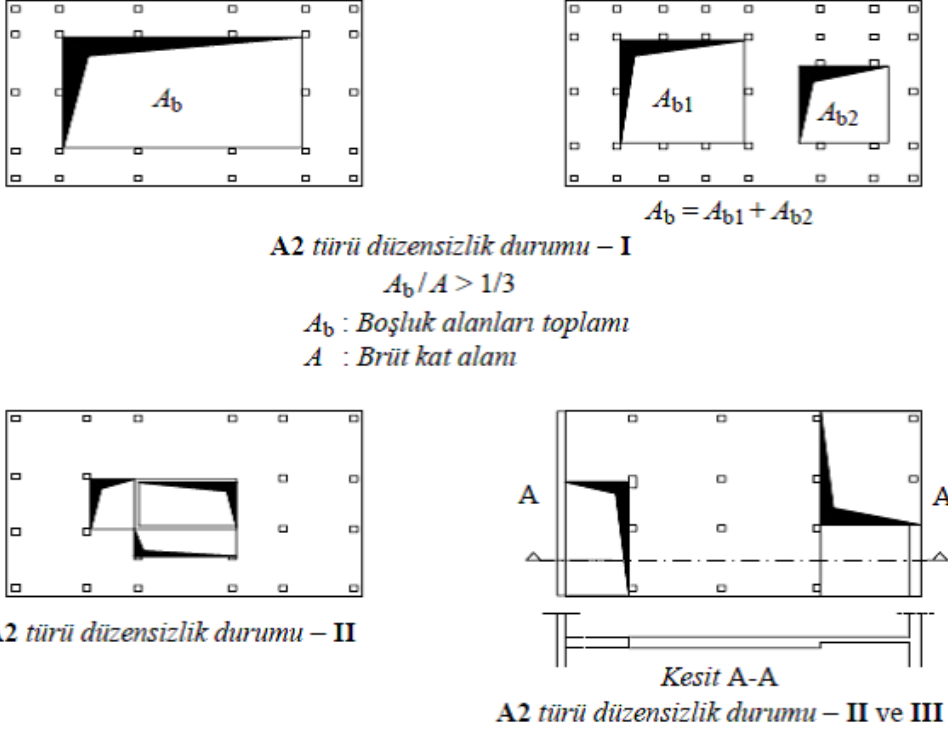 Ab
Ab1
Ab2
Ab = Ab1 + Ab2
A2 türü düzensizlik durumu – I
Ab / A > 1/3
Ab : Boşluk alanları toplamı
A : Brüt kat alanı
A
A
2 türü düzensizlik durumu – II
Kesit A-A
A2 türü düzensizlik durumu – II ve III